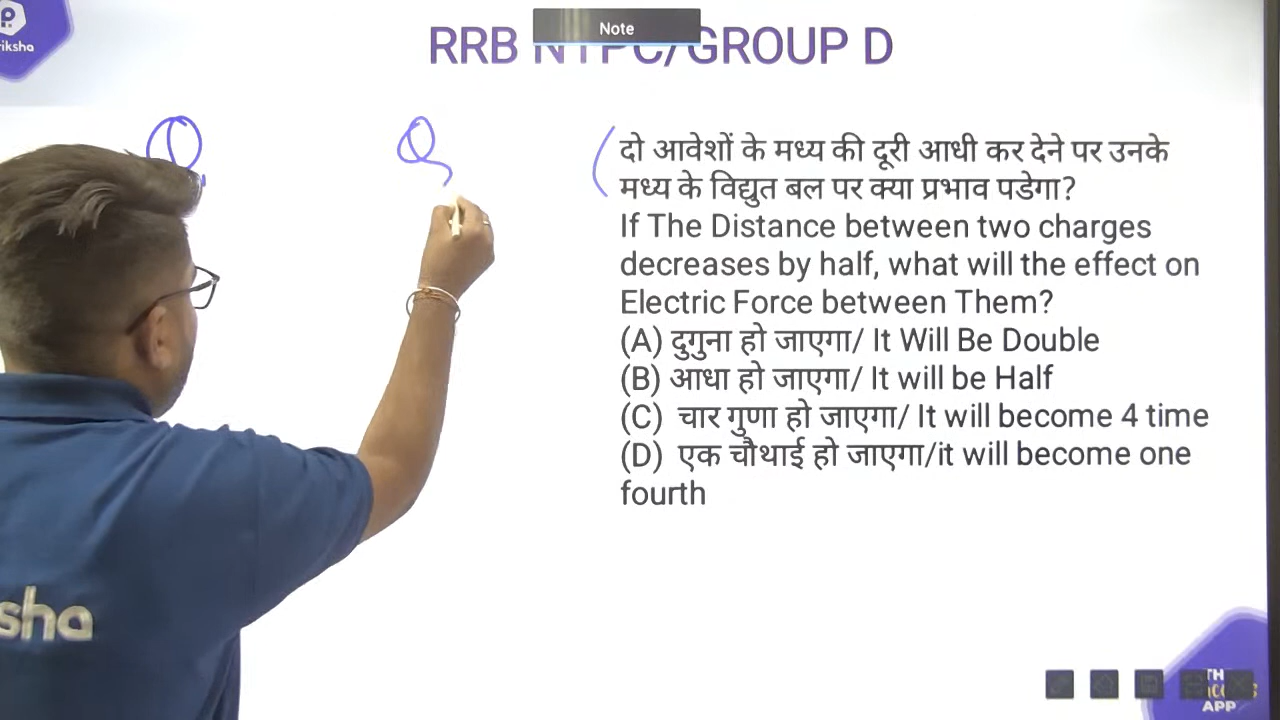 Note
RRB NTPC/GROUP D
riksha
Q Q
दो आवेशों के मध्य की दूरी आधी कर देने पर उनके
मध्य के विद्युत बल पर क्या प्रभाव पडेगा?
If The Distance between two charges
decreases by half, what will the effect on
Electric Force between Them?
(A) दुगुना हो जाएगा/ It Will Be Double
(B) आधा हो जाएगा/ It will be Half
(C) चार गुणा हो जाएगा/ It will become 4 time
(D) एक चौथाई हो जाएगा/it will become one
fourth
sha
APP